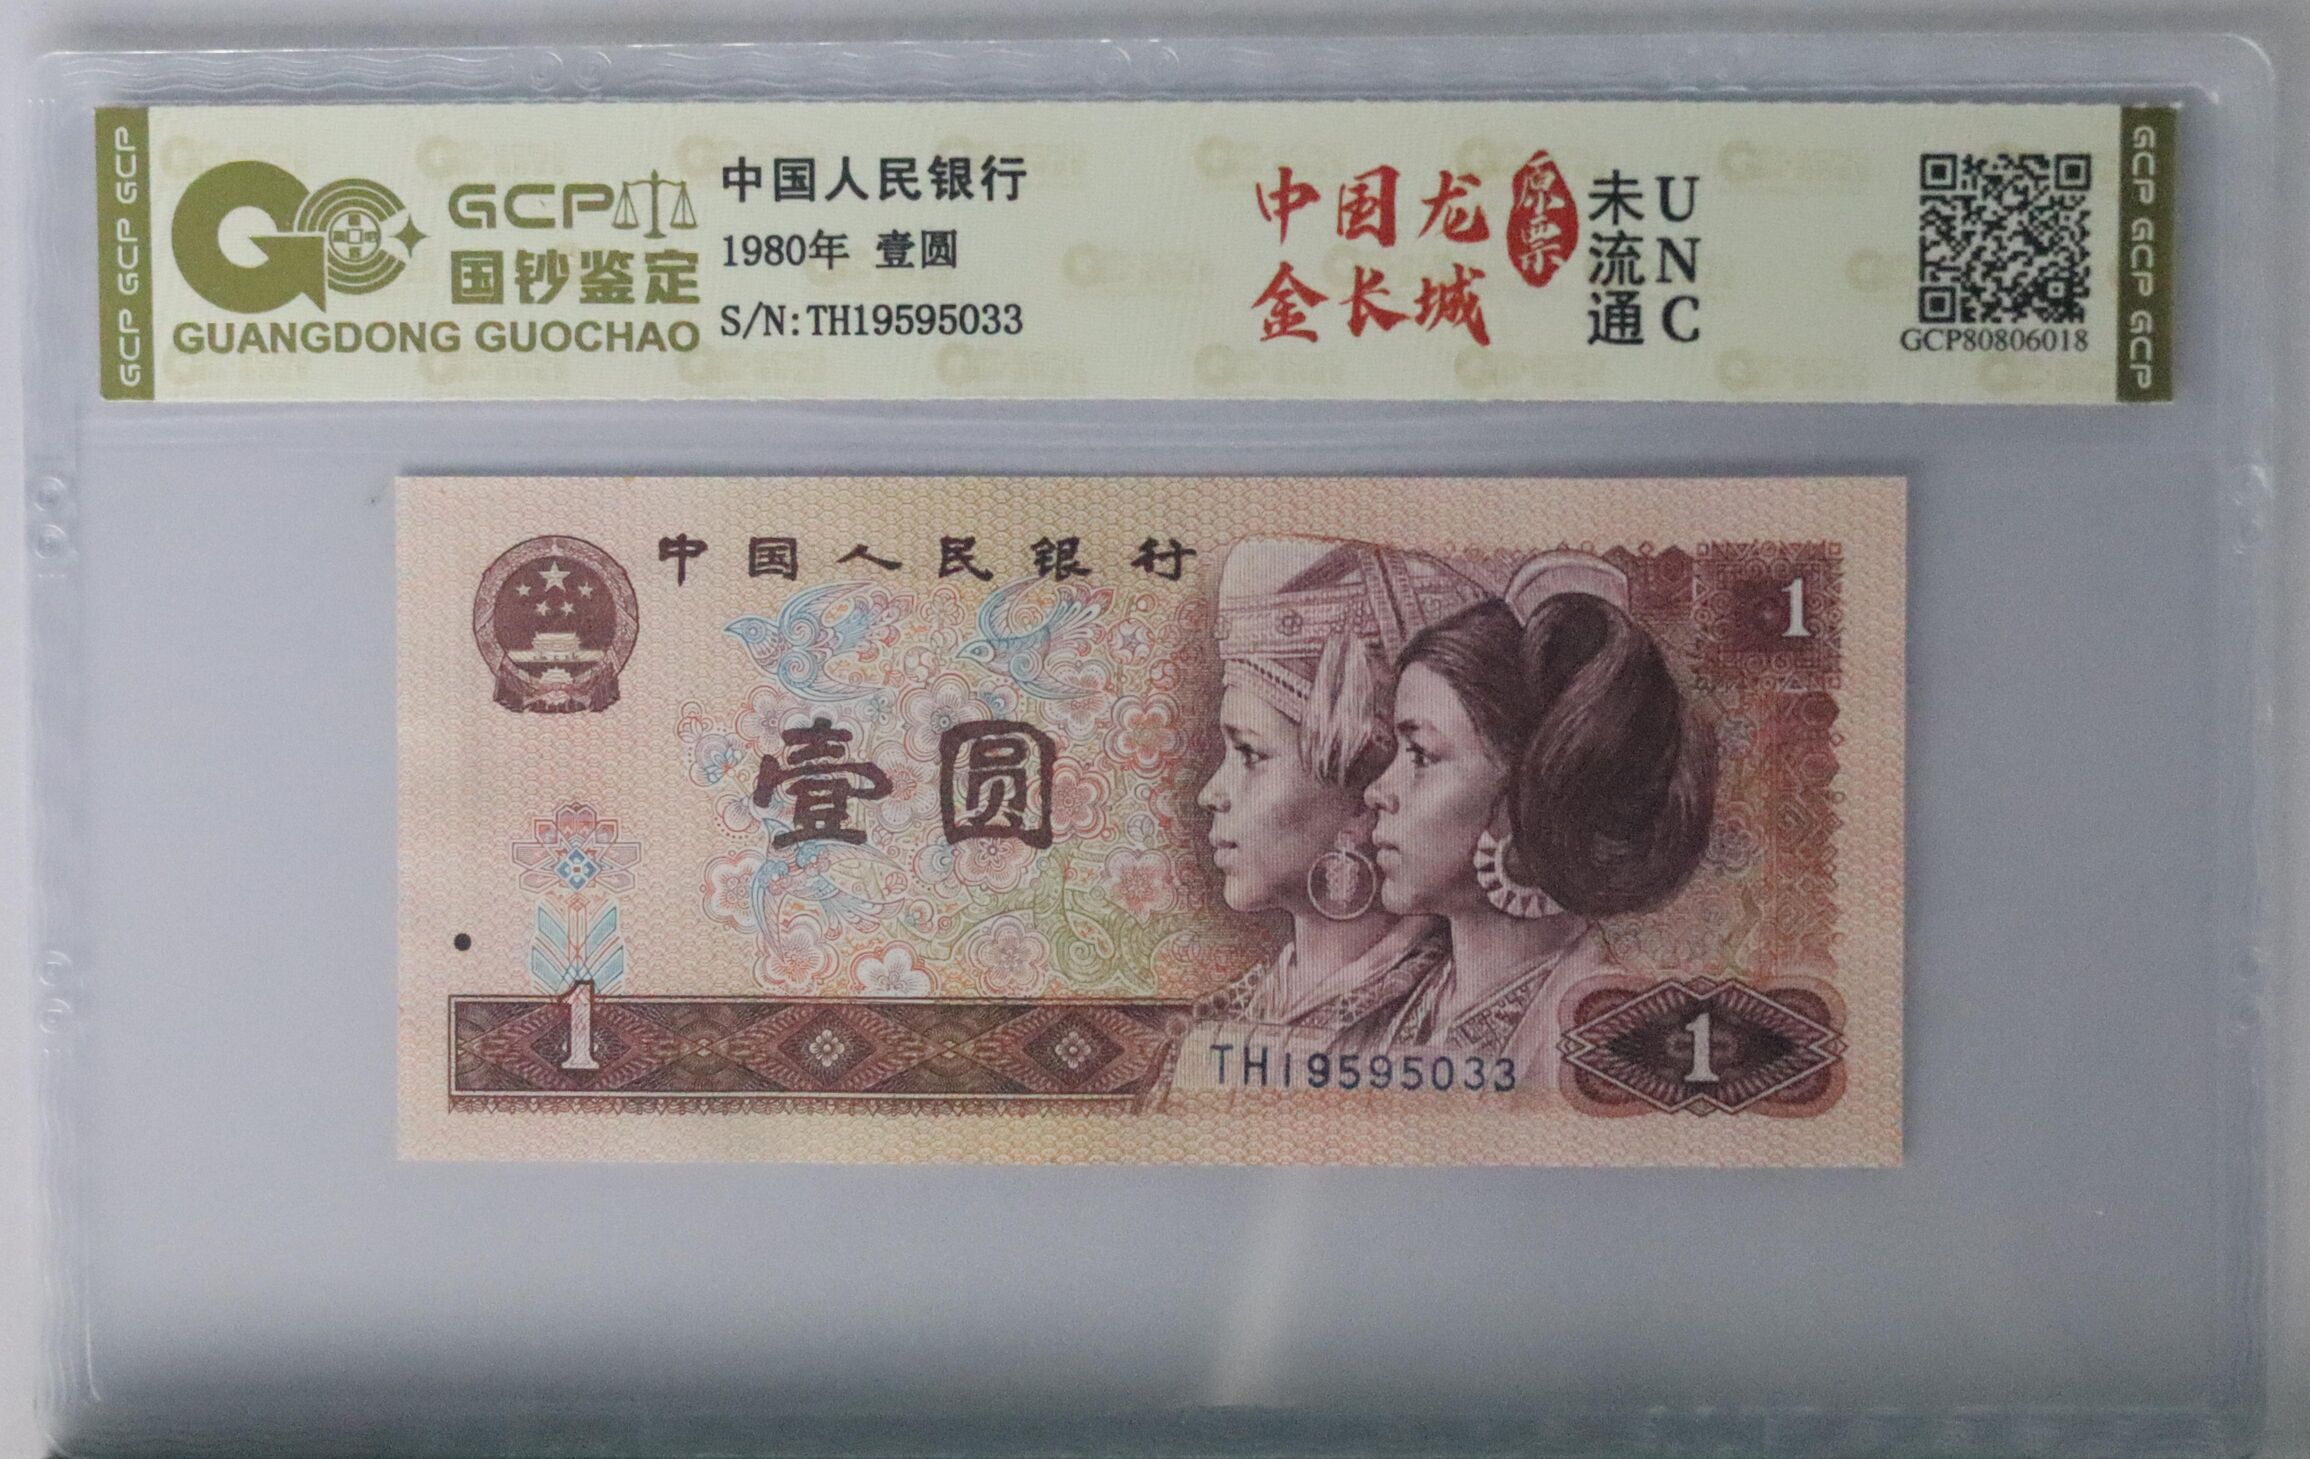 GCP GCP GCP
GCP
国钞鉴定
GUANGDONG GUOCHAO
中国人民银行
1980年 壹圆
S/N:TH19595033
中国龙
金长城
原票
未流通
UNC
GCP80806018
GCP GCP GCP
中国人民银行
1
壹圆
1
TH19595033
1